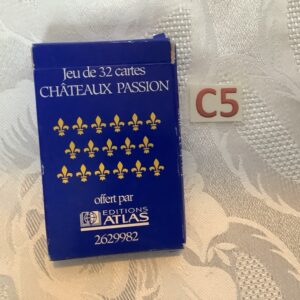 Jeu de 32 cartes
CHÂTEAUX PASSION
offert par
EDITIONS
ATLAS
2629982
C5